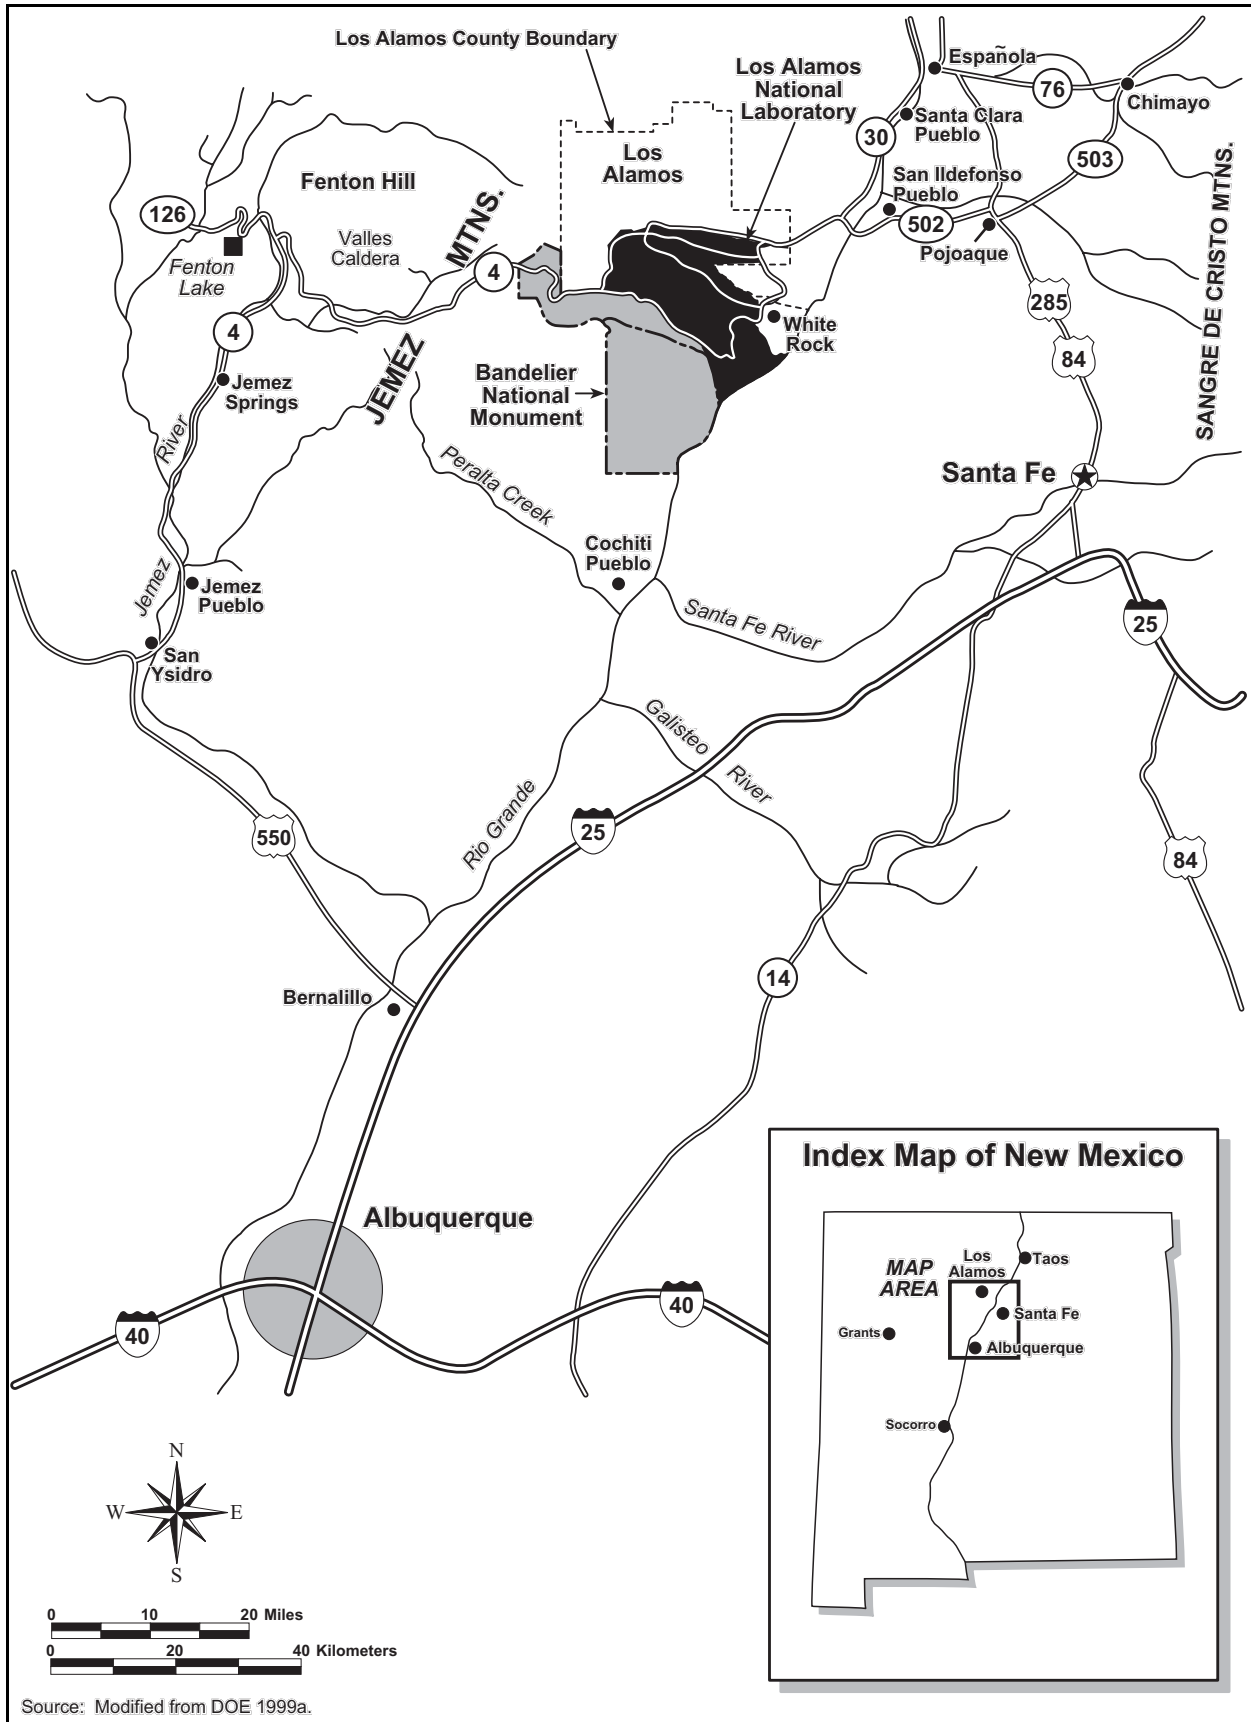 Los Alamos County Boundary
Los Alamos
National
Laboratory
Española
76
Chimayo
Santa Clara
Pueblo
30
503
Los
Alamos
San Ildefonso
Pueblo
502
Pojoaque
Fenton Hill
126
MTNS.
Valles
Caldera
Fenton
Lake
4
4
SANGRE DE CRISTO MTNS.
285
84
White
Rock
JEMEZ
Bandelier
National
Monument
Jemez
Springs
River
Peralta Creek
Santa Fe
Cochiti
Pueblo
Jemez
Jemez
Pueblo
San
Ysidro
Santa Fe River
25
Galisteo
River
Rio Grande
25
550
84
14
Bernalillo
Albuquerque
40
40
Index Map of New Mexico
MAP
AREA
Los
Alamos
Taos
Santa Fe
Grants
Albuquerque
Socorro
N
W
E
S
0 10 20 Miles
0 20 40 Kilometers
Source: Modified from DOE 1999a.